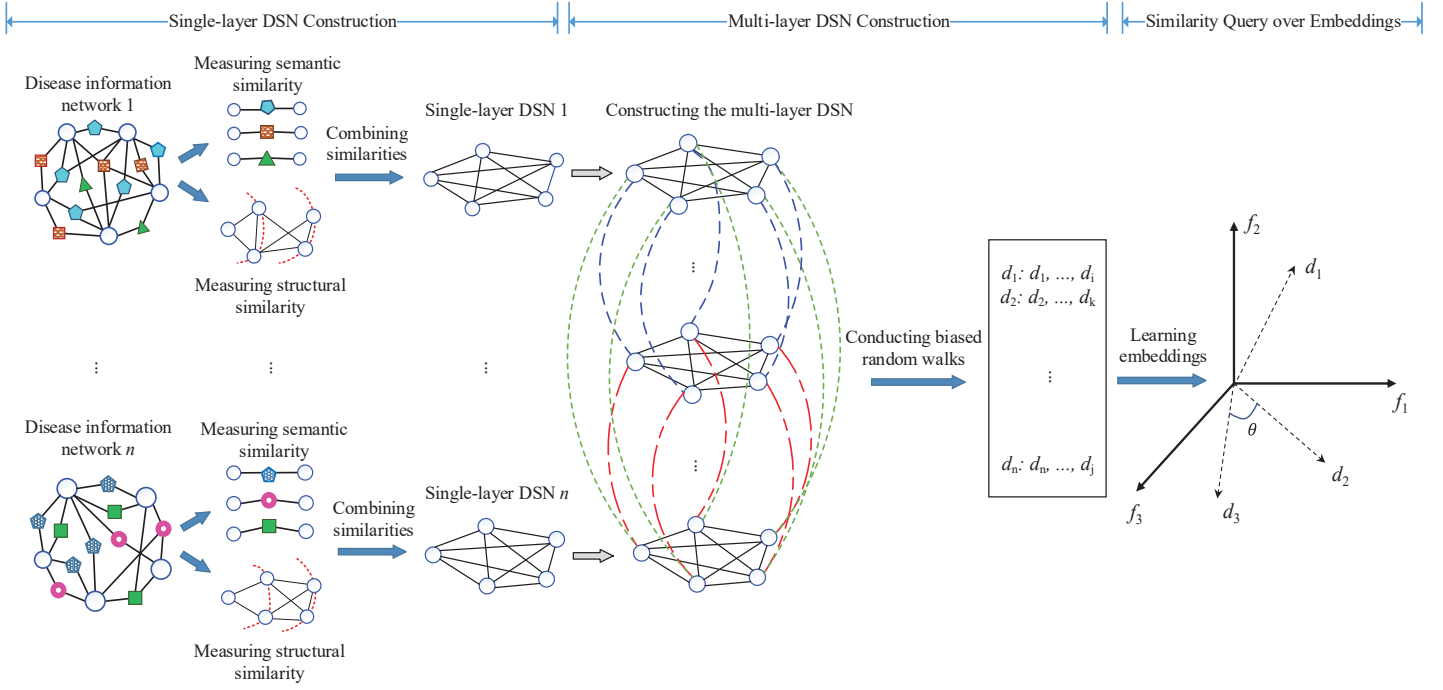 Single-layer DSN Construction
Multi-layer DSN Construction
Similarity Query over Embeddings
Disease information
network 1
Measuring semantic
similarity
Combining
similarities
Single-layer DSN 1
Constructing the multi-layer DSN
Measuring structural
similarity
...
...
...
...
Disease information
network n
Measuring semantic
similarity
Combining
similarities
Single-layer DSN n
...
Measuring structural
similarity
Conducting biased
random walks
d1: d1, ..., di
d2: d2, ..., dk
...
dn: dn, ..., dj
Learning
embeddings
f2
d1
f1
θ
d2
d3
f3